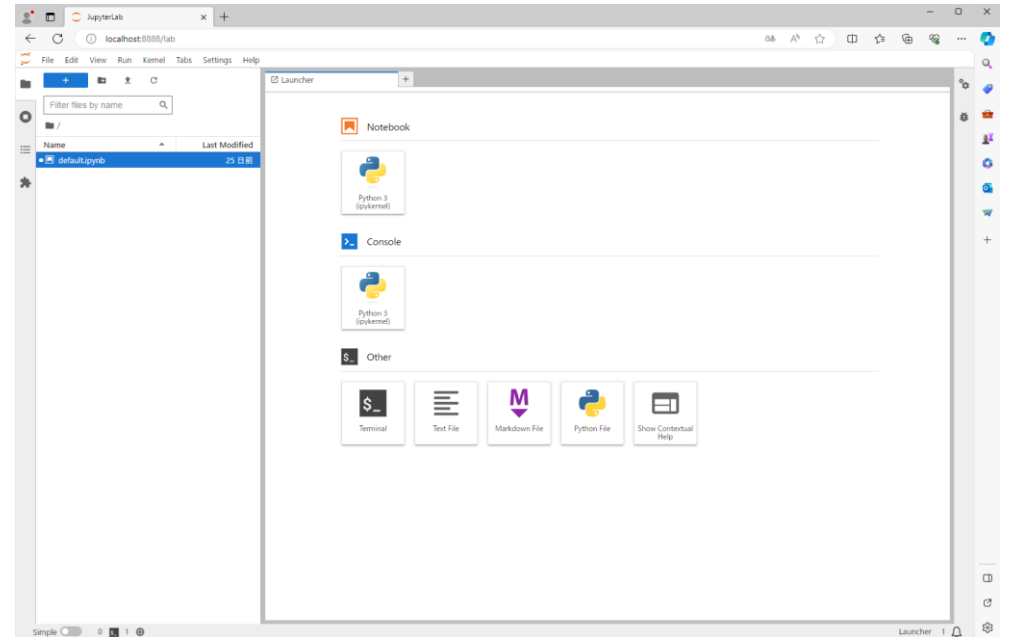 JupyterLab
localhost:8888/lab
File Edit View Run Kernel Tabs Settings Help
Filter files by name
/
Name Last Modified
default.ipynb 25 日前
Launcher
Notebook
Python 3
(ipykernel)
Console
Python 3
(ipykernel)
$_ Other
$_
Terminal
Text File
M
Markdown File
Python File
Show Contextual
Help
Simple 0 1
Launcher 1